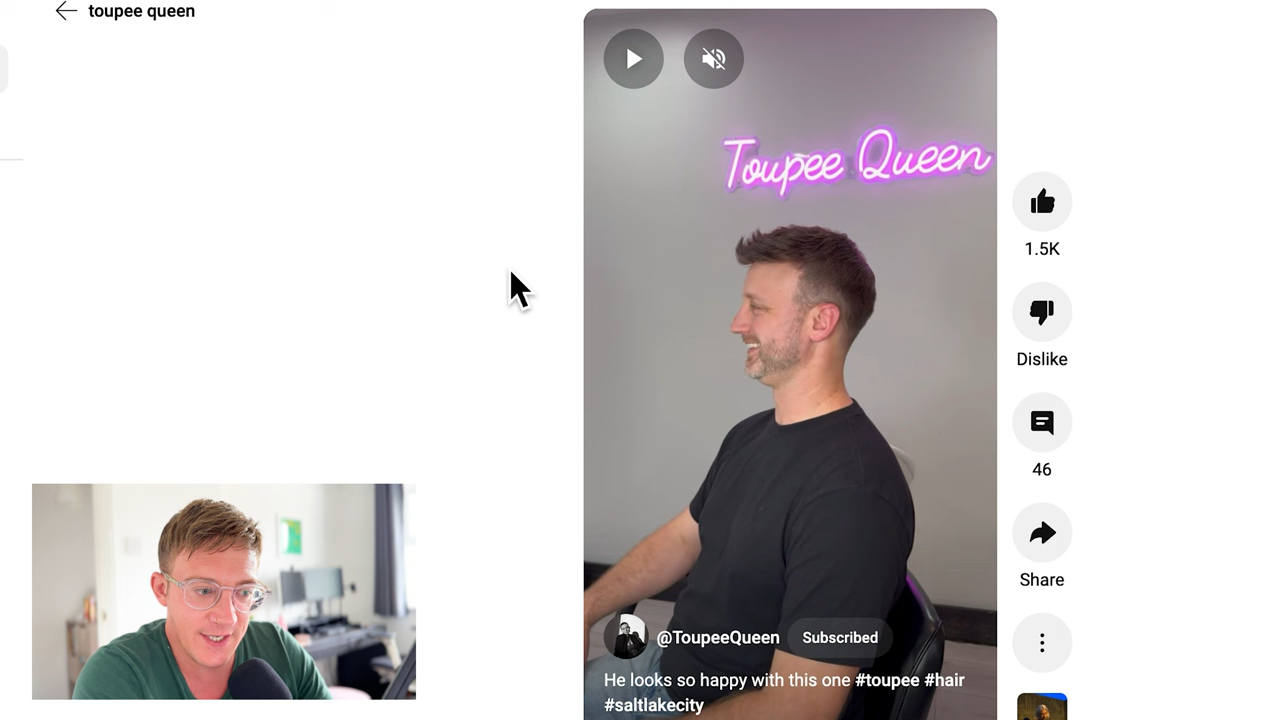 toupee queen
Toupee Queen
1.5K
Dislike
46
Share
@ToupeeQueen Subscribed
He looks so happy with this one #toupee #hair
#saltlakecity